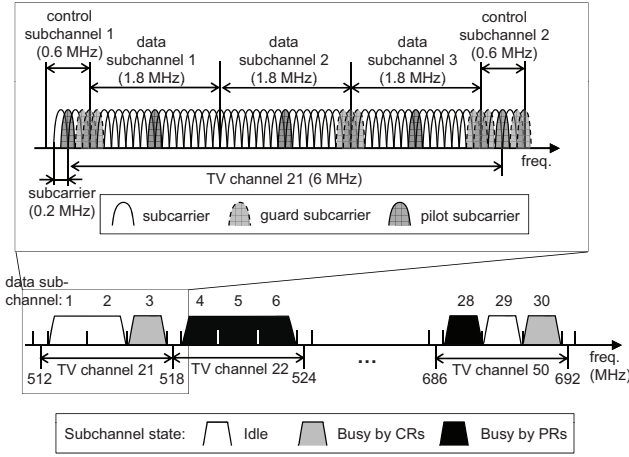 control
subchannel 1
(0.6 MHz)
data
subchannel 1
(1.8 MHz)
data
subchannel 2
(1.8 MHz)
data
subchannel 3
(1.8 MHz)
control
subchannel 2
(0.6 MHz)
freq.
TV channel 21 (6 MHz)
subcarrier
(0.2 MHz)
subcarrier
guard subcarrier
pilot subcarrier
data sub-
channel:
1 2 3 4 5 6 28 29 30
...
TV channel 21
TV channel 22
TV channel 50
freq.
(MHz)
512 518 524 686 692
Subchannel state: Idle Busy by CRs Busy by PRs